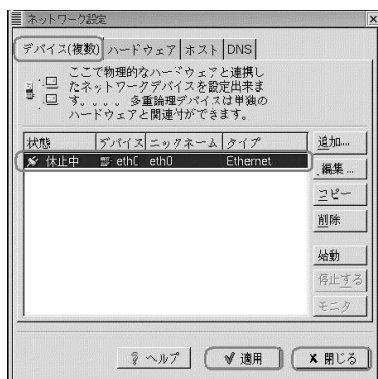 ネットワーク設定
デバイス(複数) ハードウェア ホスト DNS
ここで物理的なハードウェアと連携し
たネットワークデバイスを設定出来ま
す。。。。 多重論理デバイスは単独の
ハードウェアと関連付ができます。
状態 デバイス ニックネーム タイプ
休止中 eth0 eth0 Ethernet
追加...
編集...
コピー
削除
始動
停止する
モニタ
ヘルプ 適用 閉じる